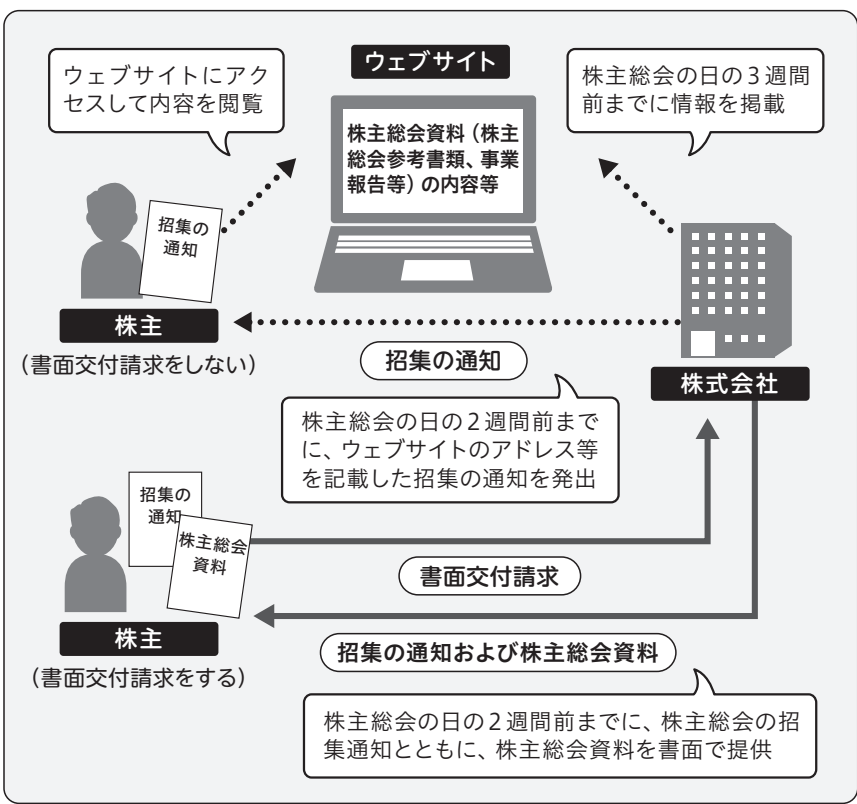 ウェブサイト
ウェブサイトにアク
セスして内容を閲覧
株主総会の日の3週間
前までに情報を掲載
株主総会資料(株主
総会参考書類、事業
報告等)の内容等
招集の
通知
株主
(書面交付請求をしない)
招集の通知
株式会社
株主総会の日の2週間前まで
に、ウェブサイトのアドレス等
を記載した招集の通知を発出
招集の
通知
株主総会
資料
書面交付請求
株主
(書面交付請求をする)
招集の通知および株主総会資料
株主総会の日の2週間前までに、株主総会の招
集通知とともに、株主総会資料を書面で提供